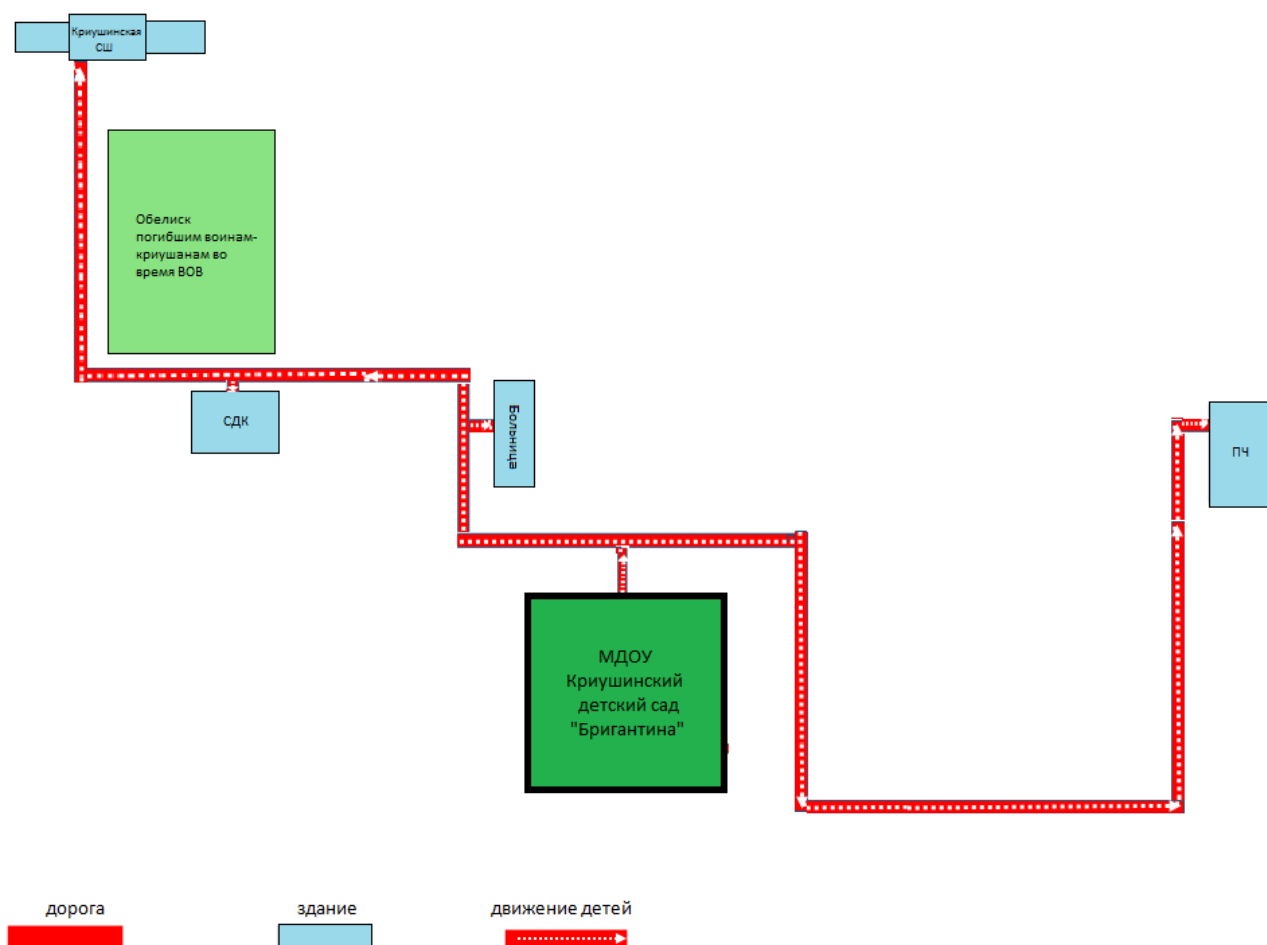 Криушинская
СШ
Обелиск
погибшим воинам-
криушанам во
время ВОВ
СДК
Больница
ПЧ
МДОУ
Криушинский
детский сад
"Бригантина"
дорога
здание
движение детей